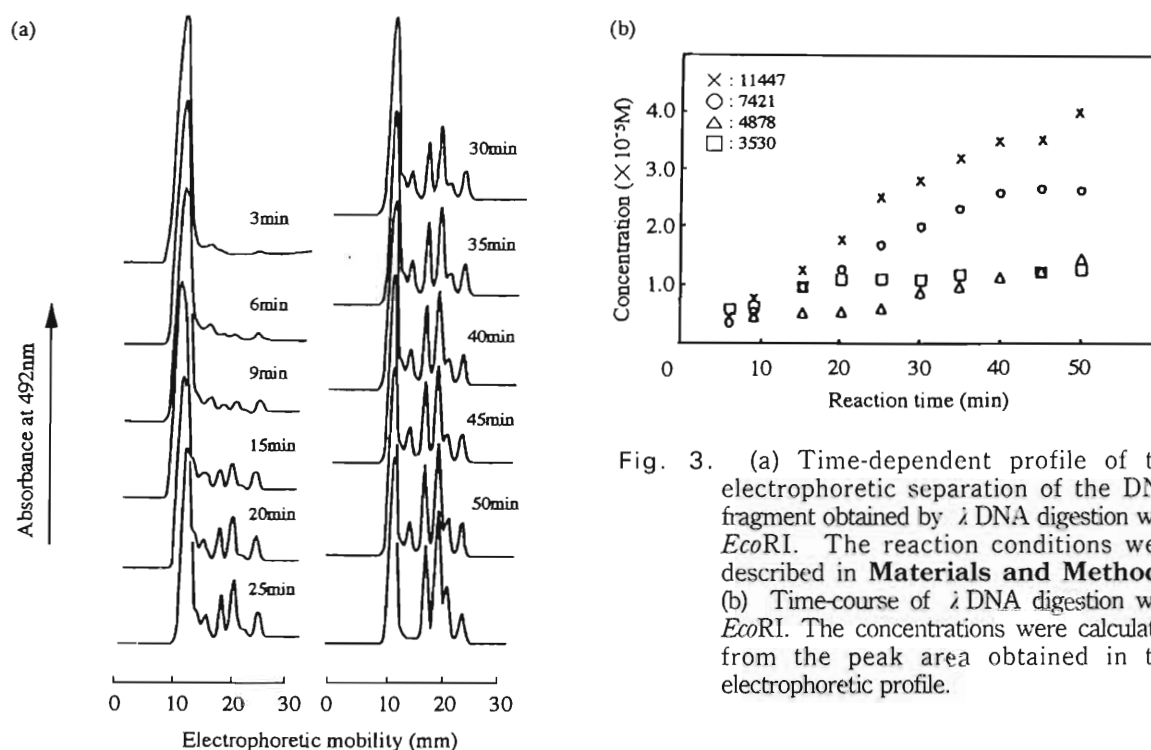 (a)
Absorbance at 492nm
3min
6min
9min
15min
20min
25min
0 10 20 30
30min
35min
40min
45min
50min
0 10 20 30
Electrophoretic mobility (mm)
(b)
Concentration (×10⁻⁵M)
4.0
3.0
2.0
1.0
× : 11447
○ : 7421
△ : 4878
□ : 3530
0 10 20 30 40 50
Reaction time (min)
Fig. 3. (a) Time-dependent profile of
electrophoretic separation of the
fragment obtained by λ DNA digestion
EcoRI. The reaction conditions
described in Materials and
(b) Time-course of λ DNA digestion
EcoRI. The concentrations were
from the peak area obtained in
electrophoretic profile.